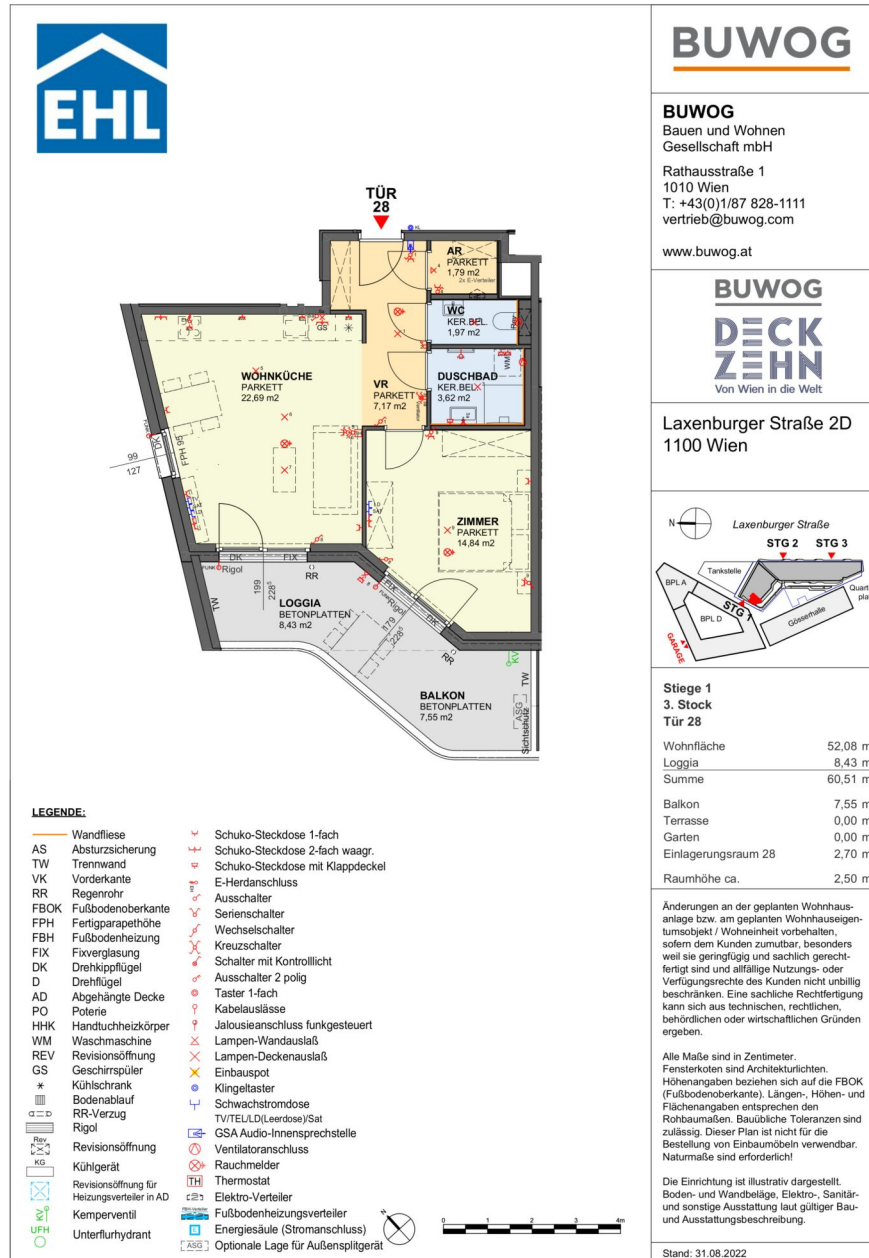 EHL
TÜR
28
AR
PARKETT
1,79 m2
2x E-Verteiler
WC
KER.BEL.
1,97 m2
Rev
GS
WOHNKÜCHE
PARKETT
22,69 m2
VR
PARKETT
7,17 m2
DUSCHBAD
KER.BEL.
3,62 m2
WM
DK
FPH 95
99
127
ZIMMER
PARKETT
14,84 m2
DK
FIX
Rigol
RR
TW
199
228⁵
LOGGIA
BETONPLATTEN
8,43 m2
FIX
Rigol
DK
179
228⁵
RR
KV
TW
ASG
Sichtschutz
BALKON
BETONPLATTEN
7,55 m2
LEGENDE:
Wandfliese
AS Absturzsicherung
TW Trennwand
VK Vorderkante
RR Regenrohr
FBOK Fußbodenoberkante
FPH Fertigparapethöhe
FBH Fußbodenheizung
FIX Fixverglasung
DK Drehkippflügel
D Drehflügel
AD Abgehängte Decke
PO Poterie
HHK Handtuchheizkörper
WM Waschmaschine
REV Revisionsöffnung
GS Geschirrspüler
* Kühlschrank
Bodenablauf
RR-Verzug
Rigol
Rev Revisionsöffnung
KG Kühlgerät
Revisionsöffnung für
Heizungsverteiler in AD
KV Kemperventil
UFH Unterflurhydrant
Schuko-Steckdose 1-fach
Schuko-Steckdose 2-fach waagr.
Schuko-Steckdose mit Klappdeckel
E-Herdanschluss
Ausschalter
Serienschalter
Wechselschalter
Kreuzschalter
Schalter mit Kontrolllicht
Ausschalter 2 polig
Taster 1-fach
Kabelauslässe
Jalousieanschluss funkgesteuert
Lampen-Wandauslaß
Lampen-Deckenauslaß
Einbauspot
Klingeltaster
Schwachstromdose
TV/TEL/LD(Leerdose)/Sat
GSA Audio-Innensprechstelle
Ventilatoranschluss
Rauchmelder
TH Thermostat
Elektro-Verteiler
Fußbodenheizungsverteiler
E Energiesäule (Stromanschluss)
ASG Optionale Lage für Außensplitgerät
N
0 1 2 3 4m
BUWOG
BUWOG
Bauen und Wohnen
Gesellschaft mbH
Rathausstraße 1
1010 Wien
T: +43(0)1/87 828-1111
vertrieb@buwog.com
www.buwog.at
BUWOG
DECK
ZEHN
Von Wien in die Welt
Laxenburger Straße 2D
1100 Wien
N
Laxenburger Straße
STG 2 STG 3
Tankstelle
BPL A
BPL D
STG 1
Gösserhalle
GARAGE
Stiege 1
3. Stock
Tür 28
Wohnfläche 52,08 m
Loggia 8,43 m
Summe 60,51 m
Balkon 7,55 m
Terrasse 0,00 m
Garten 0,00 m
Einlagerungsraum 28 2,70 m
Raumhöhe ca. 2,50 m
Änderungen an der geplanten Wohnhaus-
anlage bzw. am geplanten Wohnhauseigen-
tumsobjekt / Wohneinheit vorbehalten,
sofern dem Kunden zumutbar, besonders
weil sie geringfügig und sachlich gerecht-
fertigt sind und allfällige Nutzungs- oder
Verfügungsrechte des Kunden nicht unbillig
beschränken. Eine sachliche Rechtfertigung
kann sich aus technischen, rechtlichen,
behördlichen oder wirtschaftlichen Gründen
ergeben.
Alle Maße sind in Zentimeter.
Fensterkoten sind Architekturlichten.
Höhenangaben beziehen sich auf die FBOK
(Fußbodenoberkante). Längen-, Höhen- und
Flächenangaben entsprechen den
Rohbaumaßen. Bauübliche Toleranzen sind
zulässig. Dieser Plan ist nicht für die
Bestellung von Einbaumöbeln verwendbar.
Naturmaße sind erforderlich!
Die Einrichtung ist illustrativ dargestellt.
Boden- und Wandbeläge, Elektro-, Sanitär-
und sonstige Ausstattung laut gültiger Bau-
und Ausstattungsbeschreibung.
Stand: 31.08.2022